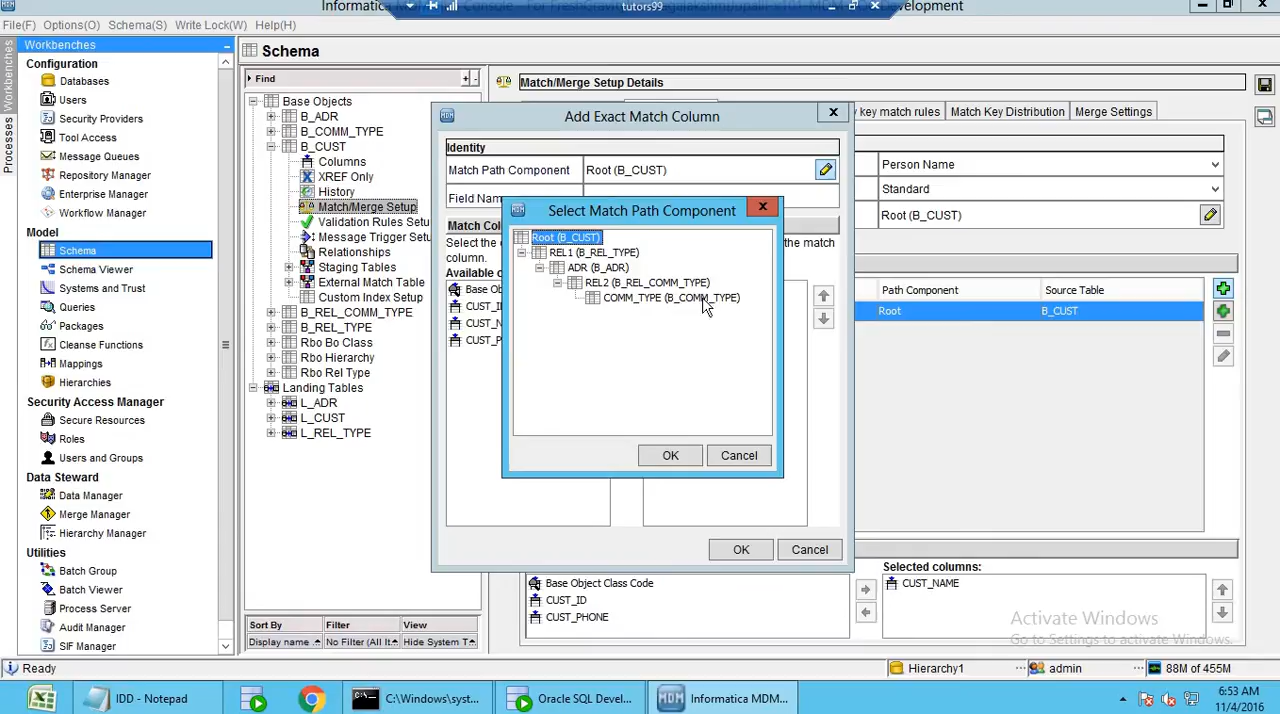 tutors99
Informatica
Development
File(F) Options(O) Schema(S) Write Lock(W) Help(H)
Workbenches
Processes
Workbenches
Configuration
Databases
Users
Security Providers
Tool Access
Message Queues
Repository Manager
Enterprise Manager
Workflow Manager
Model
Schema
Schema Viewer
Systems and Trust
Queries
Packages
Cleanse Functions
Mappings
Hierarchies
Security Access Manager
Secure Resources
Roles
Users and Groups
Data Steward
Data Manager
Merge Manager
Hierarchy Manager
Utilities
Batch Group
Batch Viewer
Process Server
Audit Manager
SIF Manager
Schema
Find
Base Objects
B_ADR
B_COMM_TYPE
B_CUST
Columns
XREF Only
History
Match/Merge Setup
Validation Rules Setu
Message Trigger Setu
Relationships
Staging Tables
External Match Table
Custom Index Setup
B_REL_COMM_TYPE
B_REL_TYPE
Rbo Bo Class
Rbo Hierarchy
Rbo Rel Type
Landing Tables
L_ADR
L_CUST
L_REL_TYPE
Sort By Filter View
Display name No Filter (All It. Hide System T
Match/Merge Setup Details
key match rules Match Key Distribution Merge Settings
Person Name
Standard
Root (B_CUST)
Path Component Source Table
Root B_CUST
Add Exact Match Column
Identity
Match Path Component Root (B_CUST)
Field Nam
Match Col
Select the the match
column.
Available c
Base Ob
CUST_I
CUST_N
CUST_P
OK Cancel
Select Match Path Component
Root (B_CUST)
REL1 (B_REL_TYPE)
ADR (B_ADR)
REL2 (B_REL_COMM_TYPE)
COMM_TYPE (B_COMM_TYPE)
OK Cancel
Selected columns:
Base Object Class Code
CUST_ID
CUST_PHONE
CUST_NAME
Activate Windows
Go to Settings to activate Windows.
Ready
Hierarchy1 admin 88M of 455M
IDD - Notepad
C:\Windows\syst...
Oracle SQL Devel...
Informatica MDM...
6:53 AM
11/4/2016